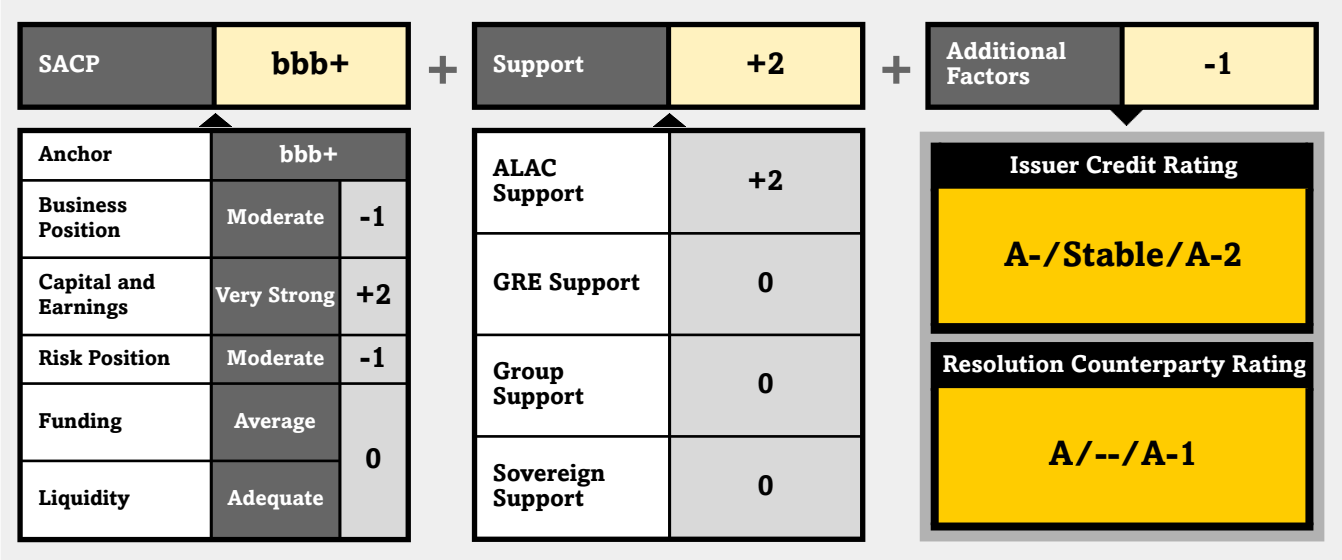 SACP
bbb+
+
Support
+2
+
Additional
Factors
-1
Anchor
bbb+
Business
Position
Moderate
-1
Capital and
Earnings
Very Strong
+2
Risk Position
Moderate
-1
Funding
Average
0
Liquidity
Adequate
ALAC
Support
+2
GRE Support
0
Group
Support
0
Sovereign
Support
0
Issuer Credit Rating
A-/Stable/A-2
Resolution Counterparty Rating
A/--/A-1